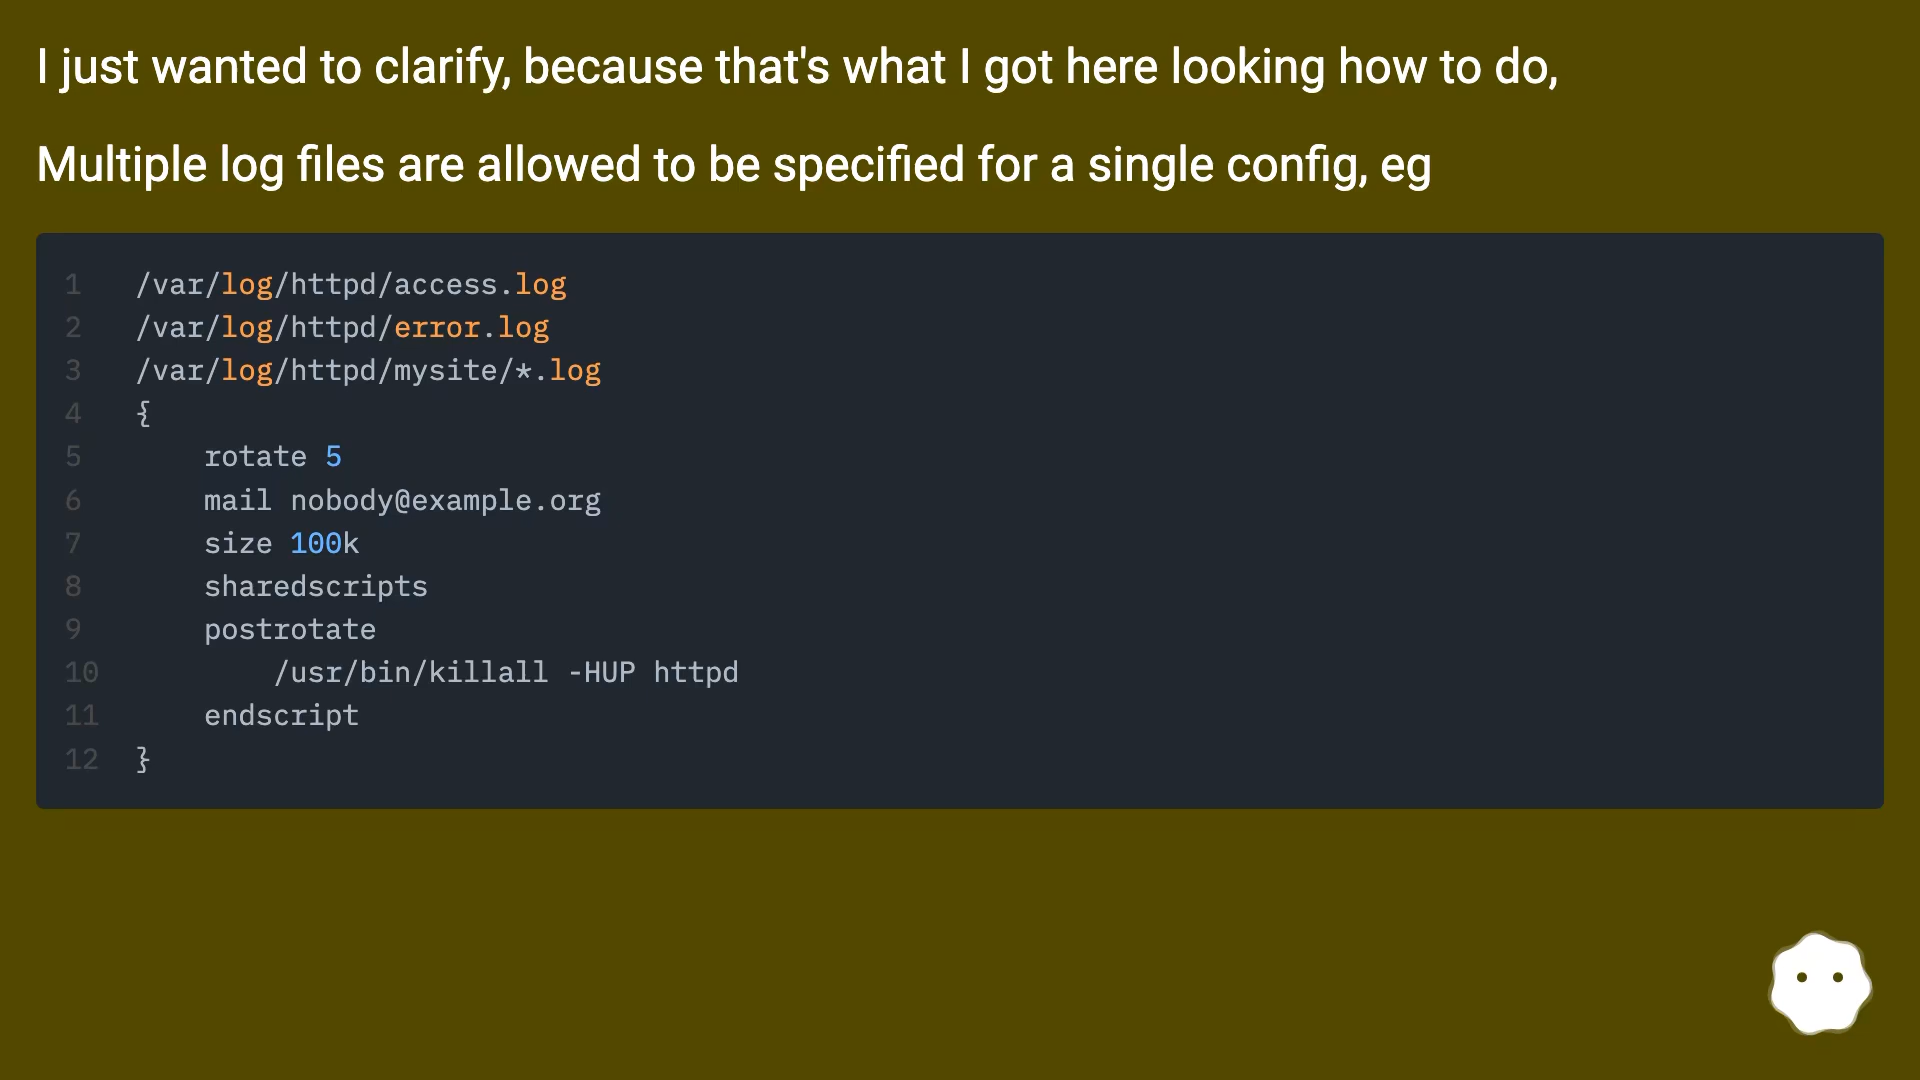 I just wanted to clarify, because that's what I got here looking how to do,
Multiple log files are allowed to be specified for a single config, eg
1 /var/log/httpd/access.log
2 /var/log/httpd/error.log
3 /var/log/httpd/mysite/*.log
4 {
5 rotate 5
6 mail nobody@example.org
7 size 100k
8 sharedscripts
9 postrotate
10 /usr/bin/killall -HUP httpd
11 endscript
12 }